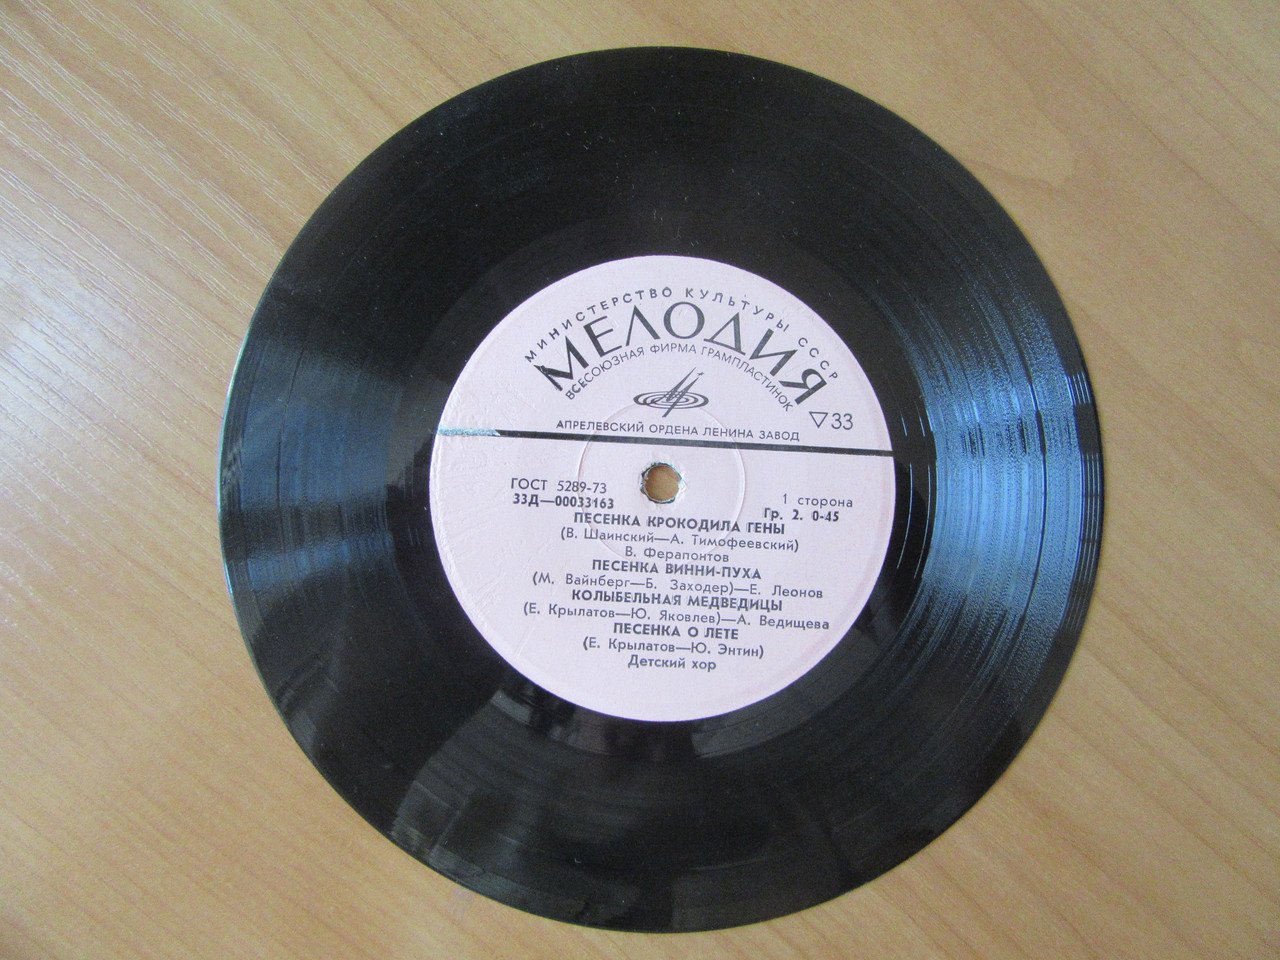 МИНИСТЕРСТВО КУЛЬТУРЫ СССР
МЕЛОДИЯ
ВСЕСОЮЗНАЯ ФИРМА ГРАМПЛАСТИНОК
▽33
АПРЕЛЕВСКИЙ ОРДЕНА ЛЕНИНА ЗАВОД
ГОСТ 5289-73
1 сторона
33Д—00033163
Гр. 2. 0-45
ПЕСЕНКА КРОКОДИЛА ГЕНЫ
(В. Шаинский—А. Тимофеевский)
В. Ферапонтов
ПЕСЕНКА ВИННИ-ПУХА
(М. Вайнберг—Б. Заходер)—Е. Леонов
КОЛЫБЕЛЬНАЯ МЕДВЕДИЦЫ
(Е. Крылатов—Ю. Яковлев)—А. Ведищева
ПЕСЕНКА О ЛЕТЕ
(Е. Крылатов—Ю. Энтин)
Детский хор